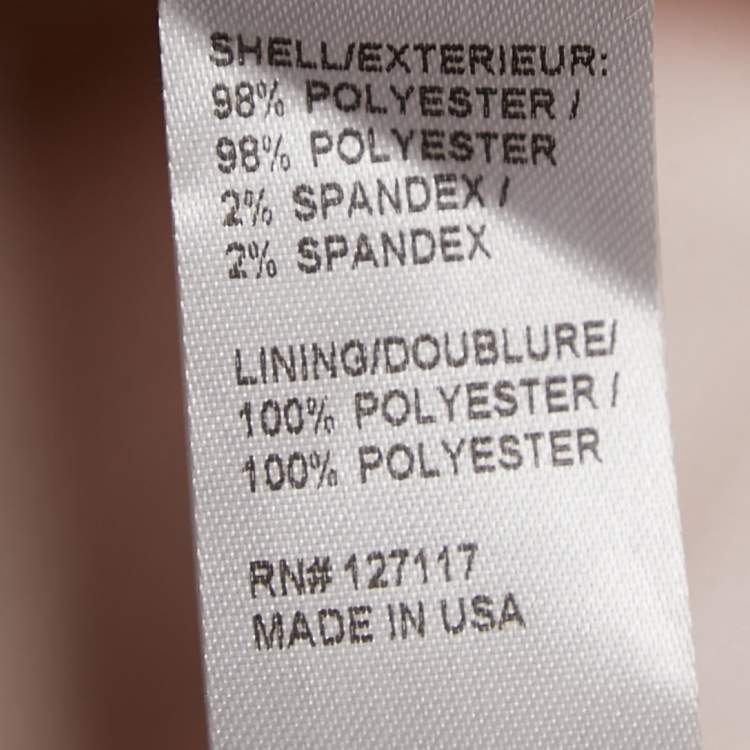 SHELL/EXTERIEUR:
98% POLYESTER /
98% POLYESTER
2% SPANDEX /
2% SPANDEX
LINING/DOUBLURE/
100% POLYESTER /
100% POLYESTER
RN# 127117
MADE IN USA